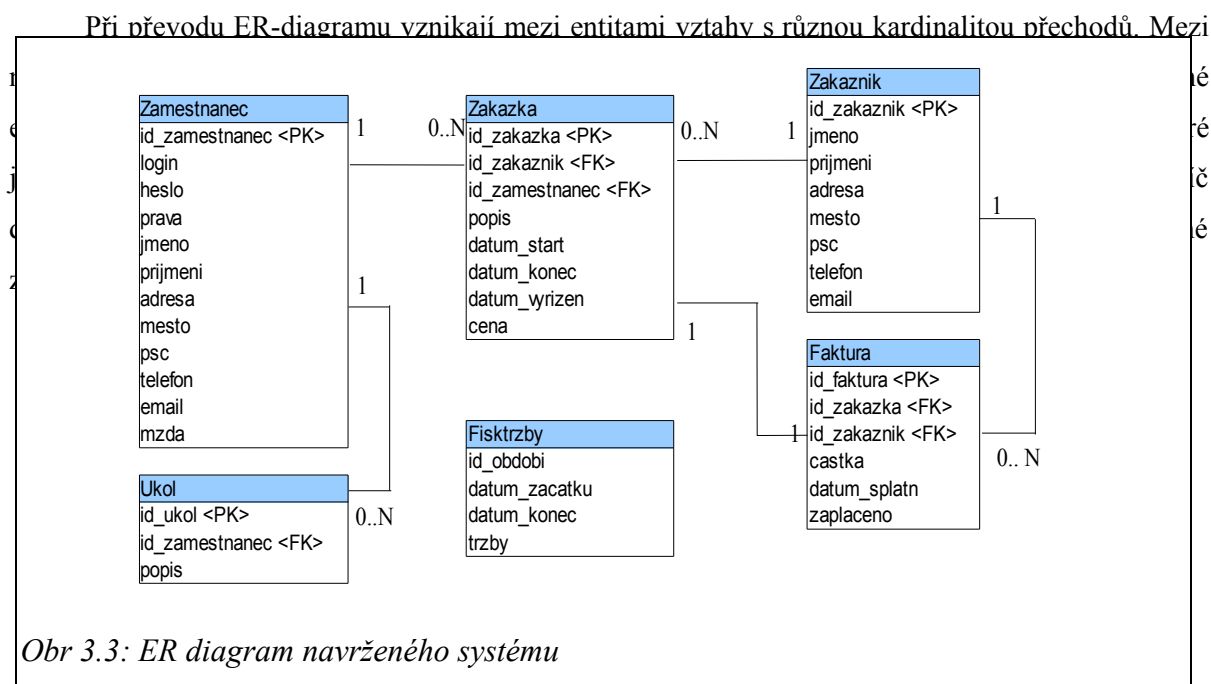 Při převodu ER-diagramu vznikají mezi entitami vztahy s různou kardinalitou přechodů. Mezi
Zamestnanec
id_zamestnanec <PK>
login
heslo
prava
jmeno
prijmeni
adresa
mesto
psc
telefon
email
mzda
1
0..N
Zakazka
id_zakazka <PK>
id_zakaznik <FK>
id_zamestnanec <FK>
popis
datum_start
datum_konec
datum_vyrizen
cena
0..N
1
Zakaznik
id_zakaznik <PK>
jmeno
prijmeni
adresa
mesto
psc
telefon
email
1
1
1
Faktura
id_faktura <PK>
id_zakazka <FK>
1
id_zakaznik <FK>
castka
datum_splatn
zaplaceno
0.. N
Ukol
id_ukol <PK>
id_zamestnanec <FK>
popis
0..N
Fisktrzby
id_obdobi
datum_zacatku
datum_konec
trzby
Obr 3.3: ER diagram navrženého systému